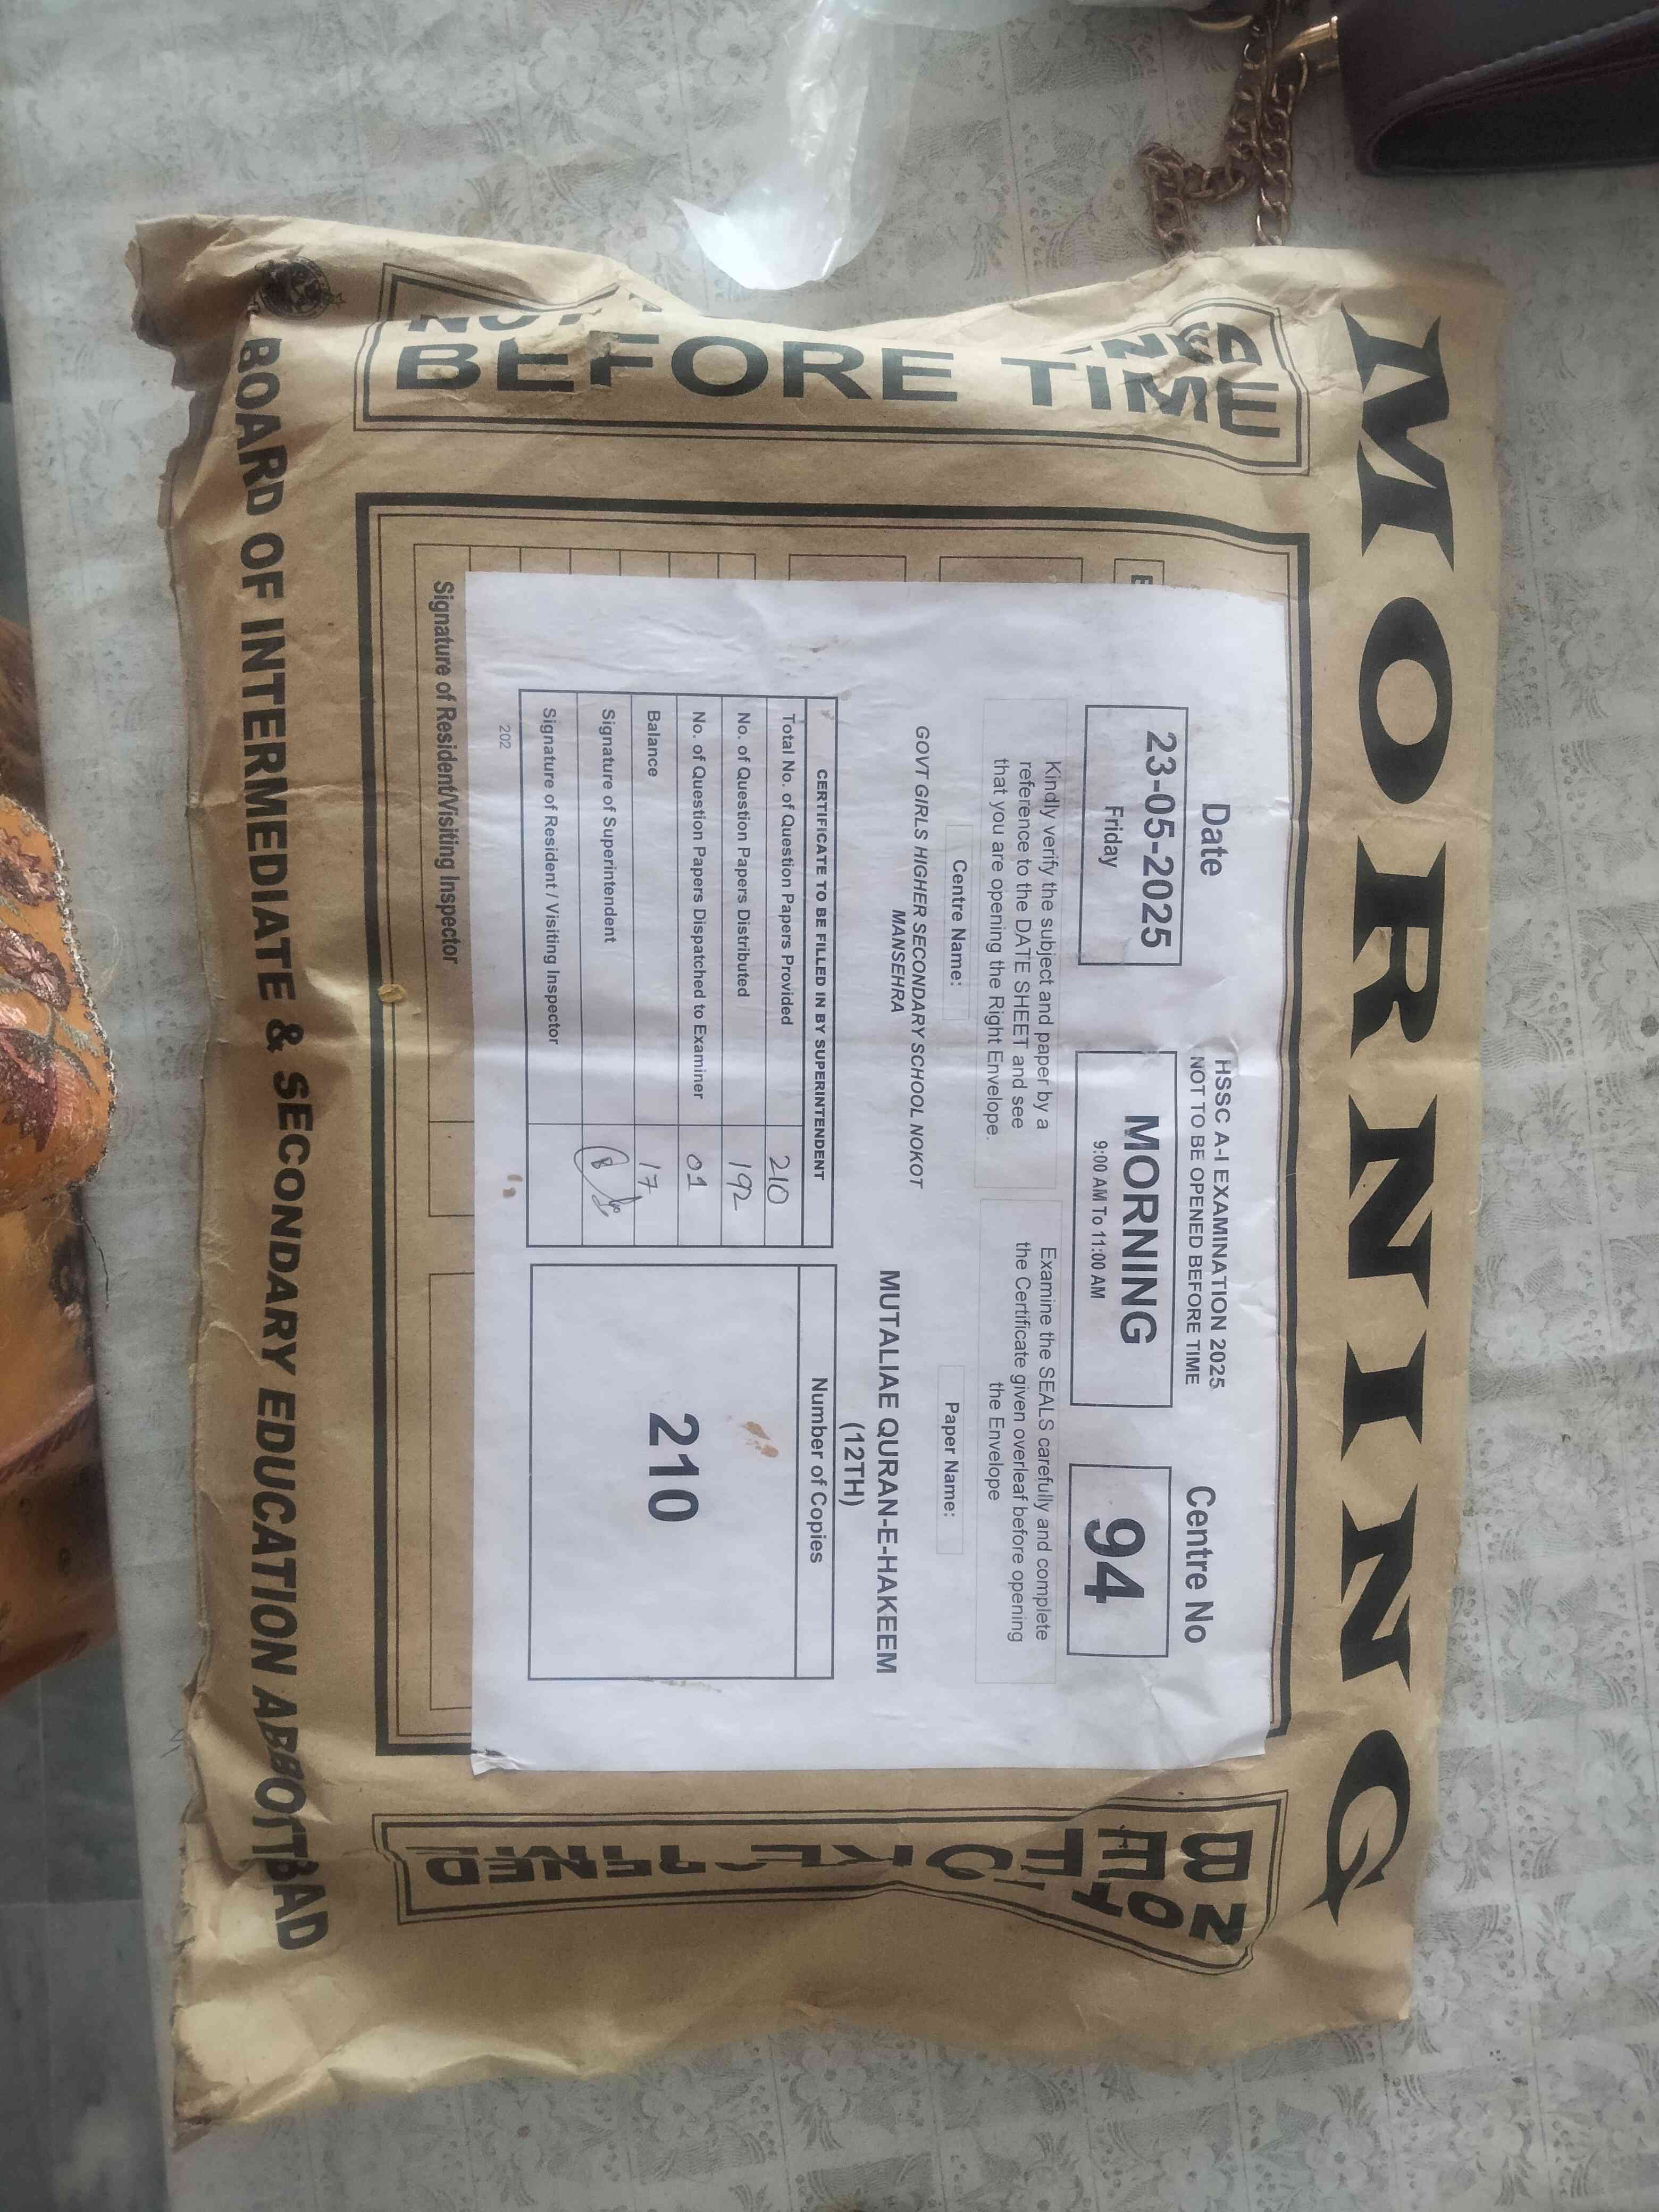 MORNING
BEFORE TIME
Date
23-05-2025
Friday
HSSC A-I EXAMINATION 2025
NOT TO BE OPENED BEFORE TIME
MORNING
9:00 AM To 11:00 AM
Centre No
94
Kindly verify the subject and paper by a
reference to the DATE SHEET and see
that you are opening the Right Envelope.
Examine the SEALS carefully and complete
the Certificate given overleaf before opening
the Envelope
Centre Name:
GOVT GIRLS HIGHER SECONDARY SCHOOL NOKOT
MANSEHRA
Paper Name:
MUTALIAE QURAN-E-HAKEEM
(12TH)
CERTIFICATE TO BE FILLED IN BY SUPERINTENDENT
Total No. of Question Papers Provided 210
No. of Question Papers Distributed 192
No. of Question Papers Dispatched to Examiner 01
Balance 17
Signature of Superintendent
Signature of Resident / Visiting Inspector
202
Number of Copies
210
Signature of Resident/Visiting Inspector
NOT
BE
BOARD OF INTERMEDIATE & SECONDARY EDUCATION ABBOTTBAD